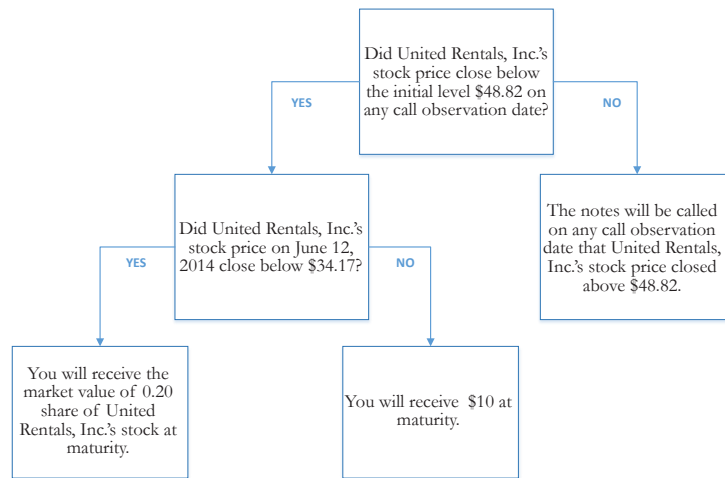 Did United Rentals, Inc.'s
stock price close below
the initial level $48.82 on
any call observation date?
YES
NO
Did United Rentals, Inc.'s
stock price on June 12,
2014 close below $34.17?
The notes will be called
on any call observation
date that United Rentals,
Inc.'s stock price closed
above $48.82.
YES
NO
You will receive the
market value of 0.20
share of United
Rentals, Inc.'s stock at
maturity.
You will receive $10 at
maturity.